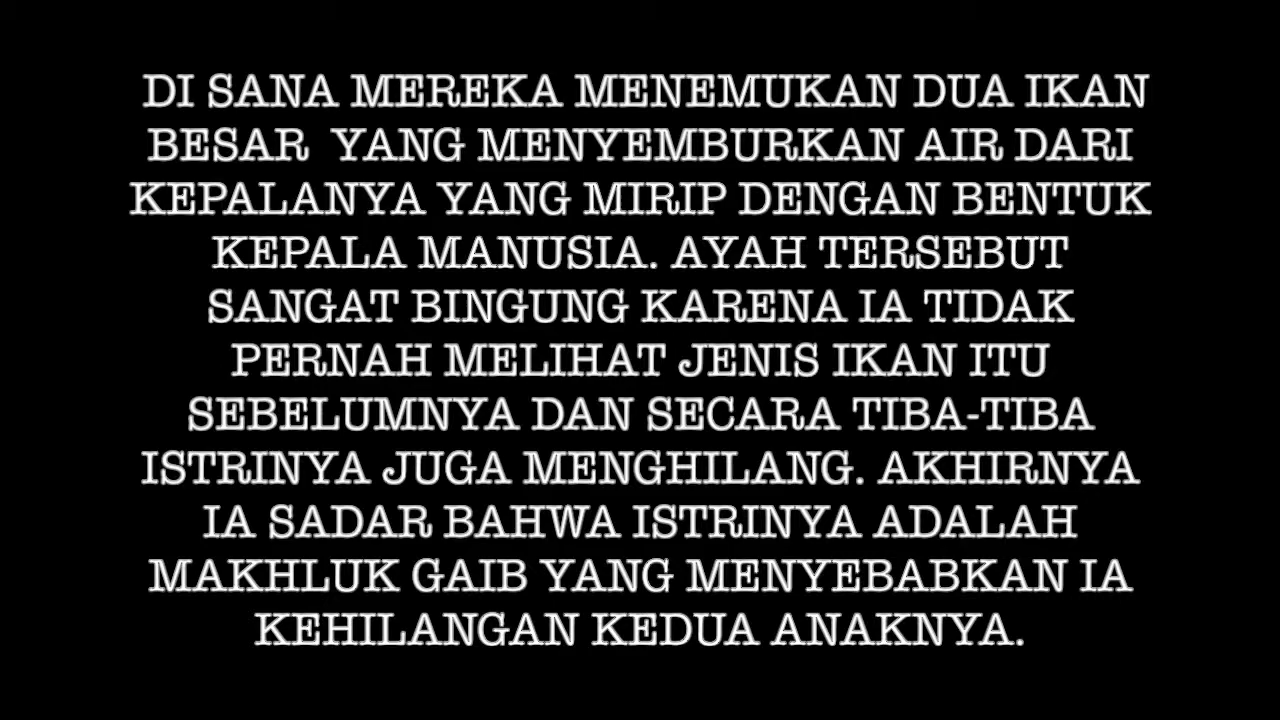 DI SANA MEREKA MENEMUKAN DUA IKAN
BESAR  YANG MENYEMBURKAN AIR DARI
KEPALANYA YANG MIRIP DENGAN BENTUK
KEPALA MANUSIA. AYAH TERSEBUT
SANGAT BINGUNG KARENA IA TIDAK
PERNAH MELIHAT JENIS IKAN ITU
SEBELUMNYA DAN SECARA TIBA-TIBA
ISTRINYA JUGA MENGHILANG. AKHIRNYA
IA SADAR BAHWA ISTRINYA ADALAH
MAKHLUK GAIB YANG MENYEBABKAN IA
KEHILANGAN KEDUA ANAKNYA.